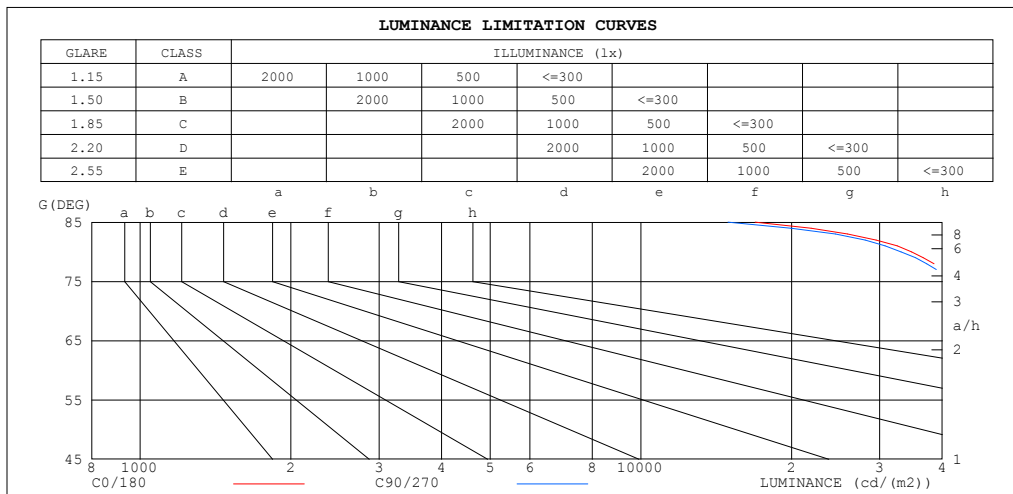 LUMINANCE LIMITATION CURVES
GLARE CLASS ILLUMINANCE (lx)
1.15 A 2000 1000 500 <=300
1.50 B 2000 1000 500 <=300
1.85 C 2000 1000 500 <=300
2.20 D 2000 1000 500 <=300
2.55 E 2000 1000 500 <=300
a b c d e f g h
G(DEG)
a b c d e f g h
85
8
6
75
4
3
a/h
65
2
55
45
1
8 1000 2 3 4 5 6 8 10000 2 3 4
C0/180 C90/270 LUMINANCE (cd/(m2))